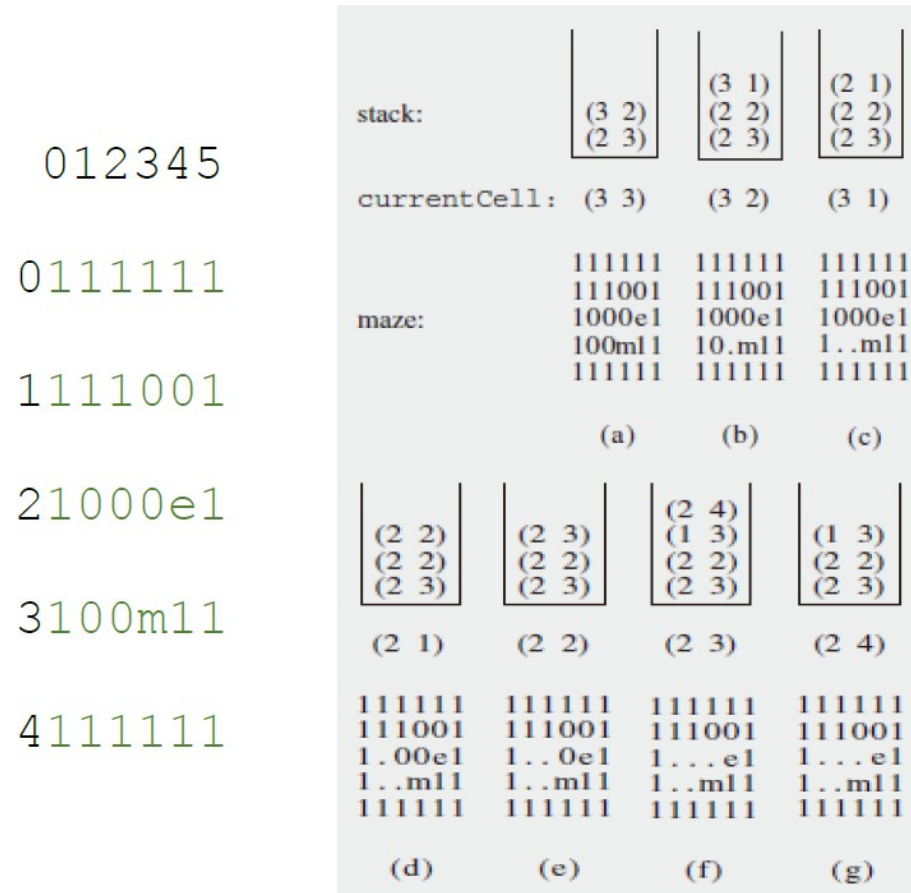 012345
0111111
1111001
21000e1
3100m11
4111111
stack:
(3 2)
(2 3)
(3 1)
(2 2)
(2 3)
(2 1)
(2 2)
(2 3)
currentCell: (3 3) (3 2) (3 1)
maze:
111111 111111 111111
111001 111001 111001
1000e1 1000e1 1000e1
100m11 10.m11 1..m11
111111 111111 111111
(a) (b) (c)
(2 2)
(2 2)
(2 3)
(2 3)
(2 2)
(2 3)
(2 4)
(1 3)
(2 2)
(2 3)
(1 3)
(2 2)
(2 3)
(2 1) (2 2) (2 3) (2 4)
111111 111111 111111 111111
111001 111001 111001 111001
1.00e1 1..0e1 1...e1 1...e1
1..m11 1..m11 1..m11 1..m11
111111 111111 111111 111111
(d) (e) (f) (g)